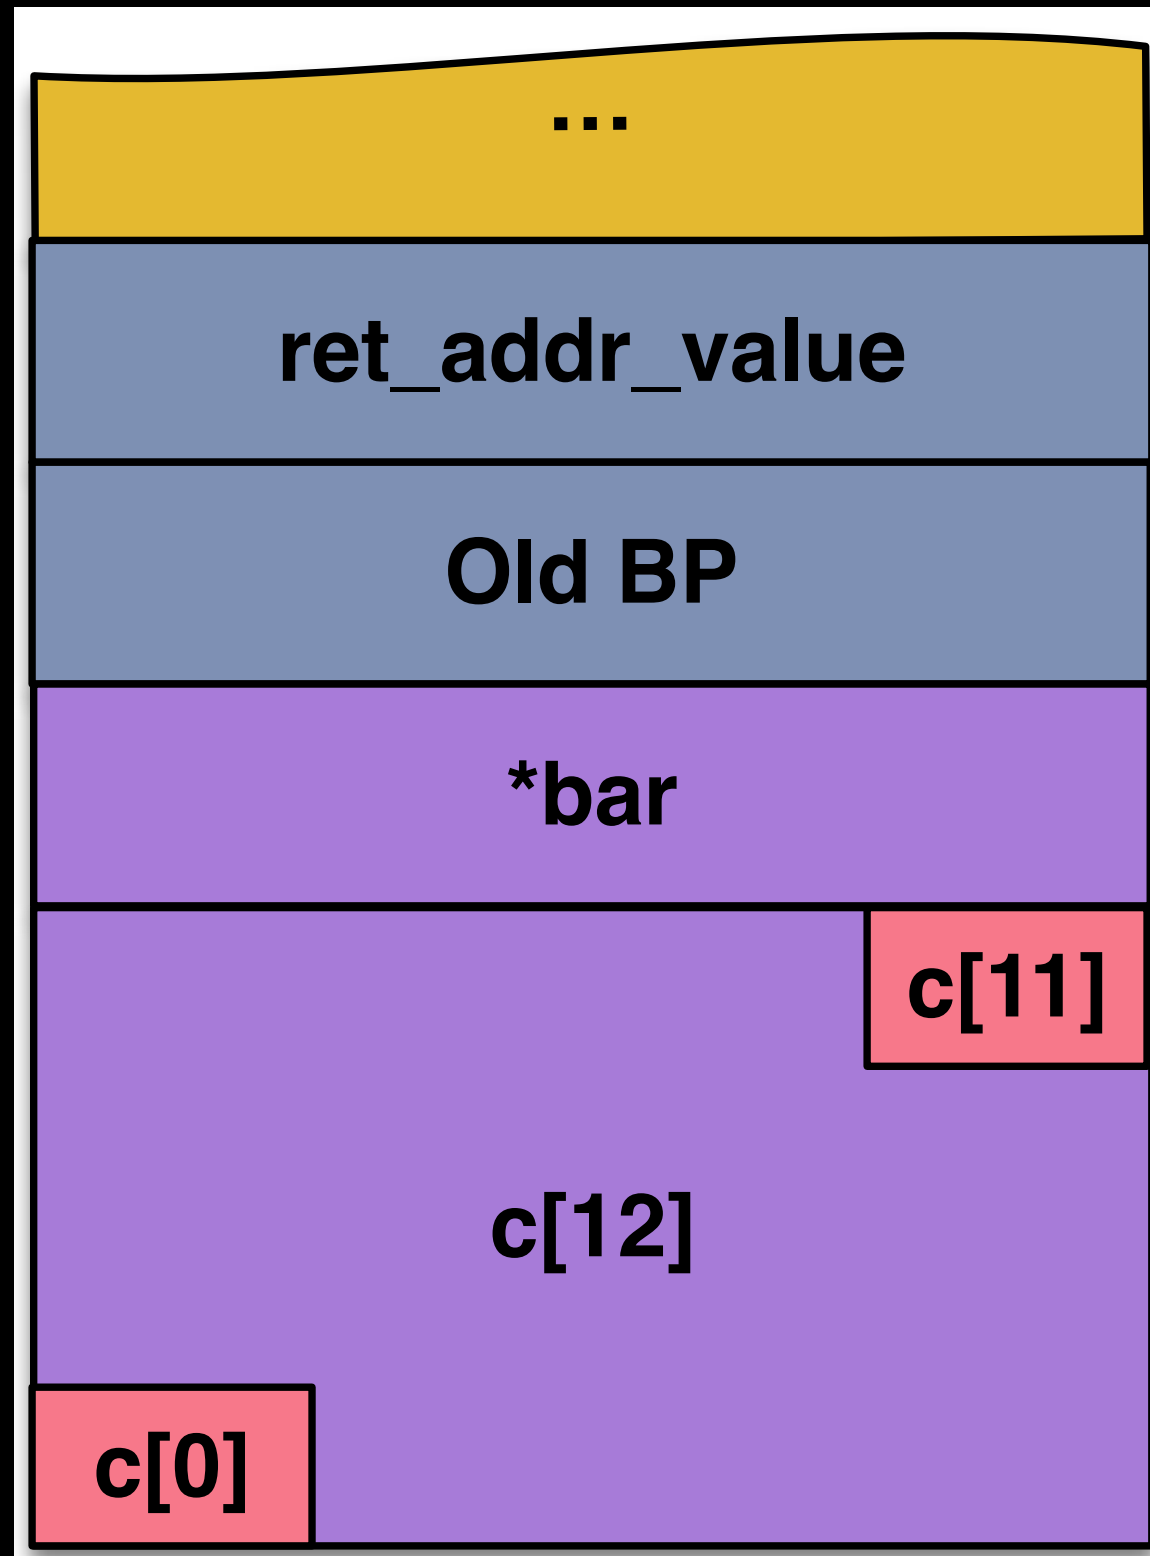 ...
ret_addr_value
Old BP
*bar
c[11]
c[12]
c[0]